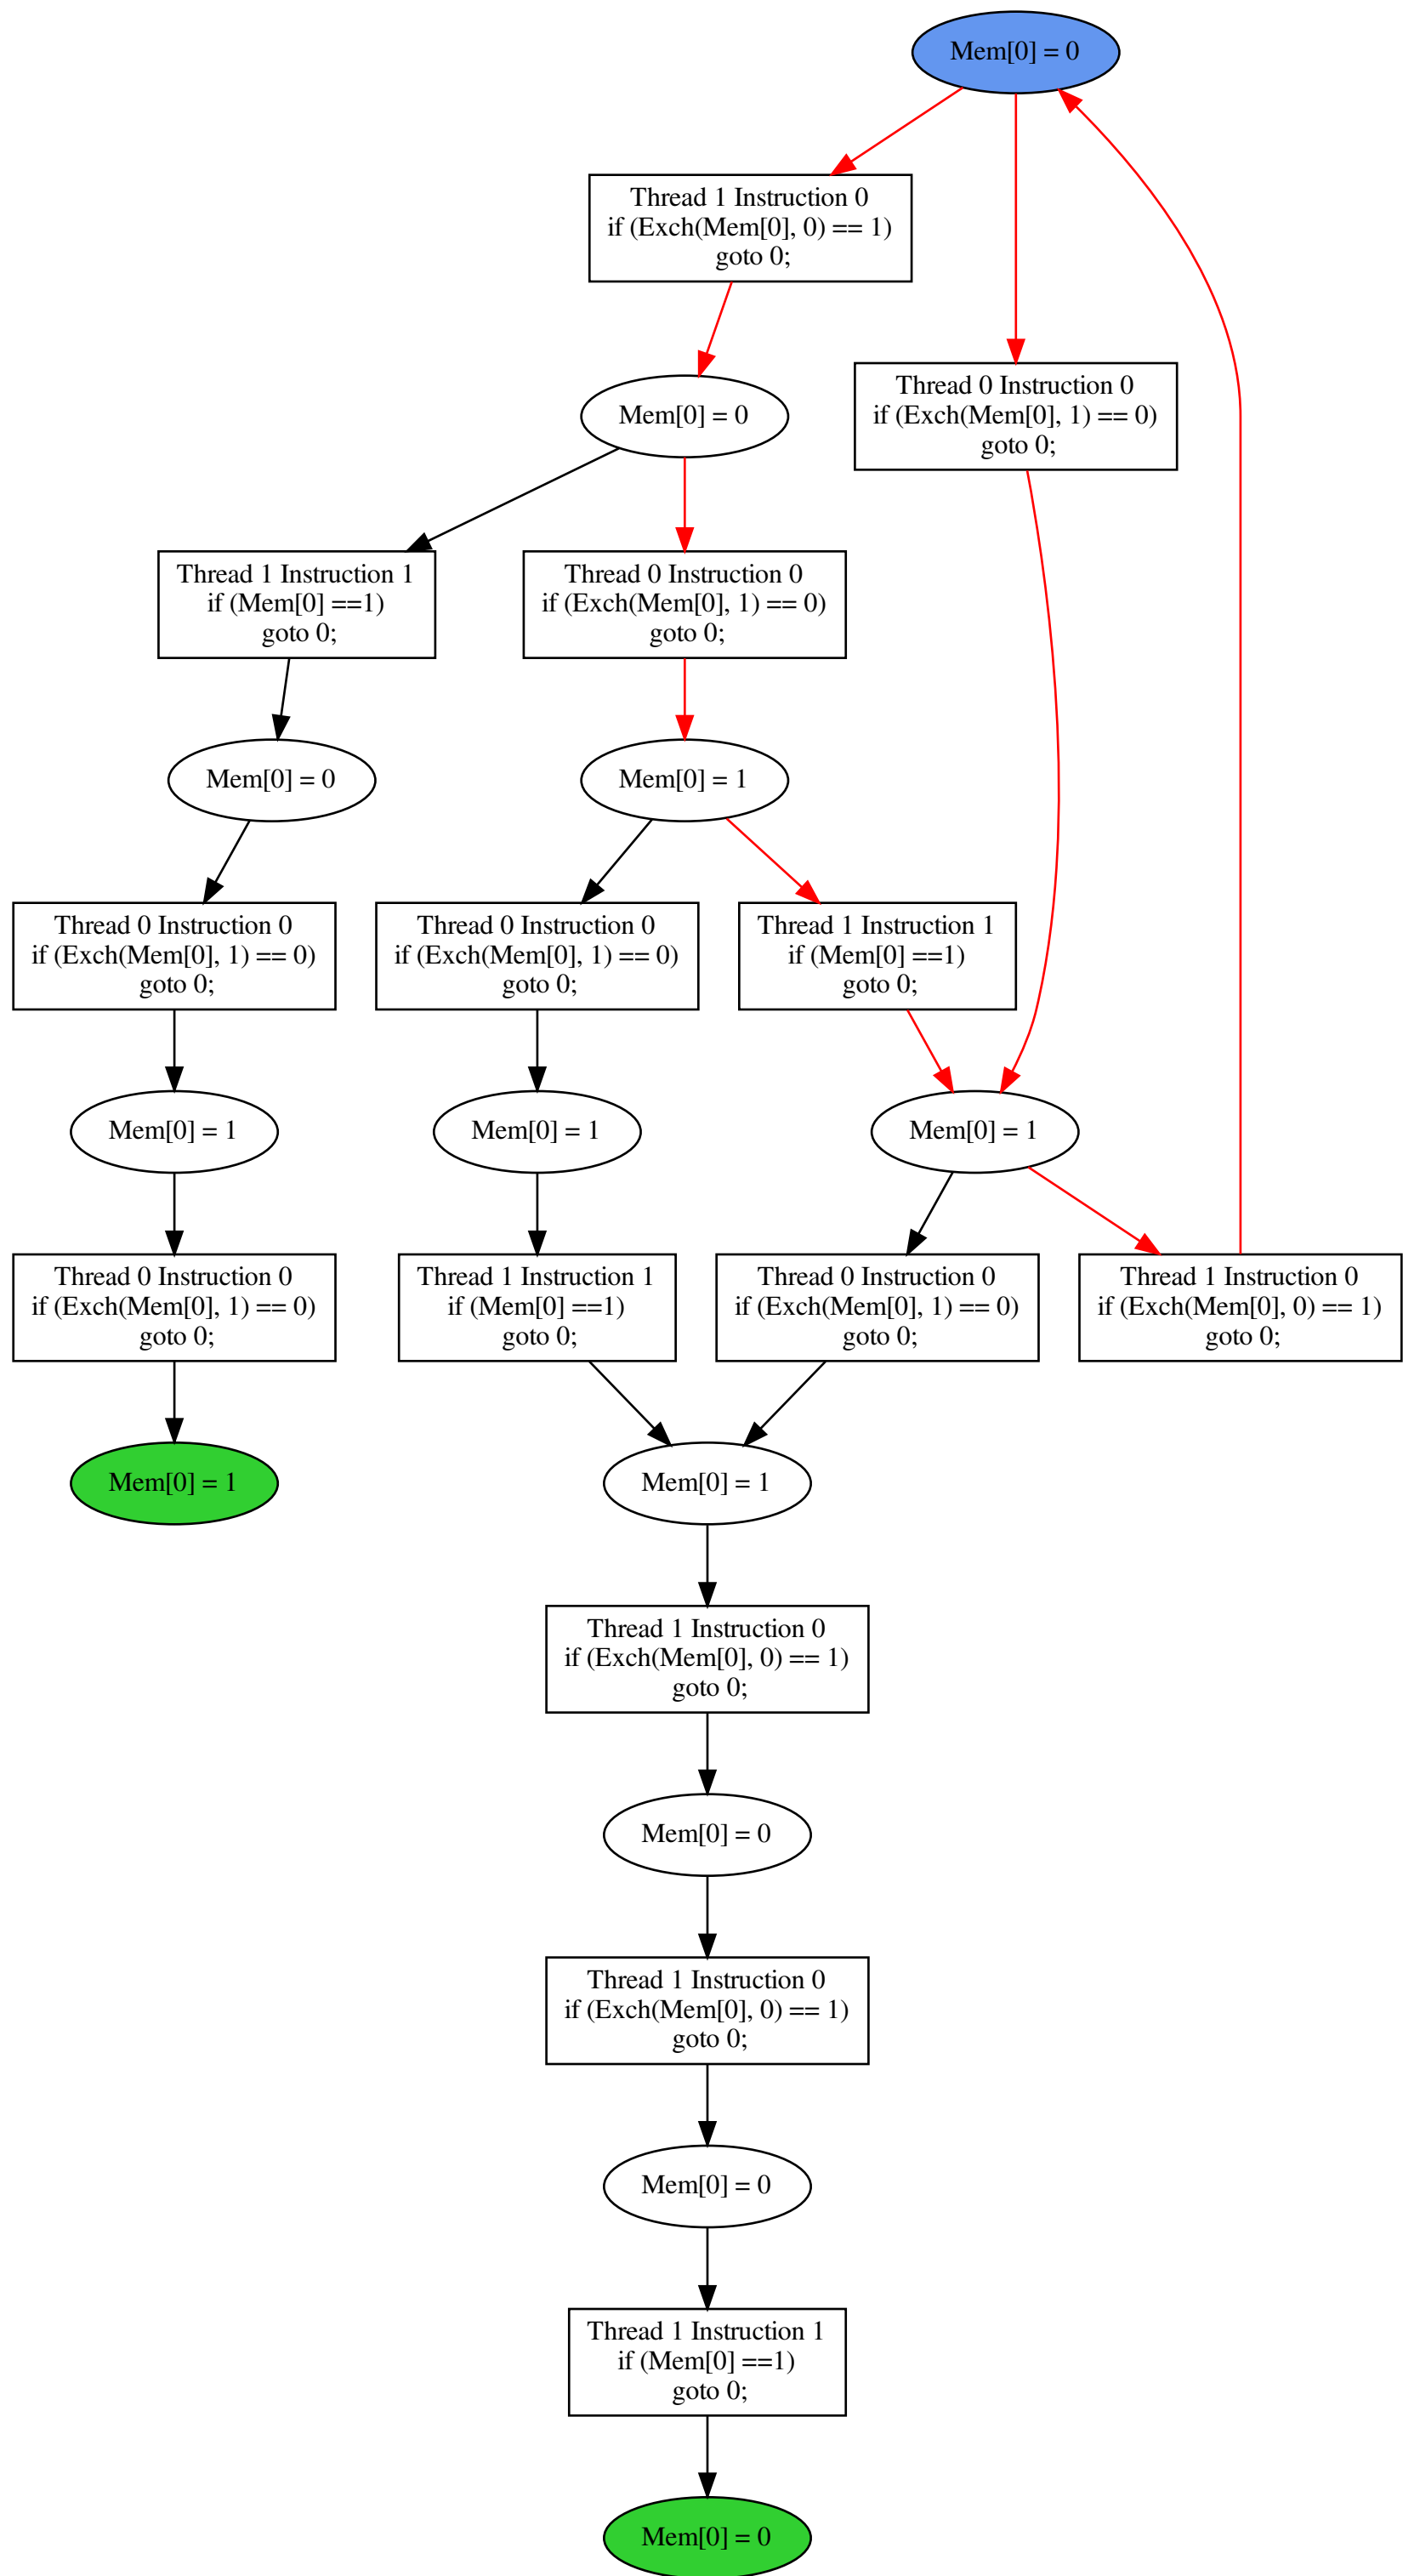 Mem[0] = 0
Thread 1 Instruction 0
if (Exch(Mem[0], 0) == 1)
goto 0;
Mem[0] = 0
Thread 0 Instruction 0
if (Exch(Mem[0], 1) == 0)
goto 0;
Thread 1 Instruction 1
if (Mem[0] ==1)
goto 0;
Thread 0 Instruction 0
if (Exch(Mem[0], 1) == 0)
goto 0;
Mem[0] = 0
Mem[0] = 1
Thread 0 Instruction 0
if (Exch(Mem[0], 1) == 0)
goto 0;
Thread 0 Instruction 0
if (Exch(Mem[0], 1) == 0)
goto 0;
Thread 1 Instruction 1
if (Mem[0] ==1)
goto 0;
Mem[0] = 1
Mem[0] = 1
Mem[0] = 1
Thread 0 Instruction 0
if (Exch(Mem[0], 1) == 0)
goto 0;
Thread 1 Instruction 1
if (Mem[0] ==1)
goto 0;
Thread 0 Instruction 0
if (Exch(Mem[0], 1) == 0)
goto 0;
Thread 1 Instruction 0
if (Exch(Mem[0], 0) == 1)
goto 0;
Mem[0] = 1
Mem[0] = 1
Thread 1 Instruction 0
if (Exch(Mem[0], 0) == 1)
goto 0;
Mem[0] = 0
Thread 1 Instruction 0
if (Exch(Mem[0], 0) == 1)
goto 0;
Mem[0] = 0
Thread 1 Instruction 1
if (Mem[0] ==1)
goto 0;
Mem[0] = 0